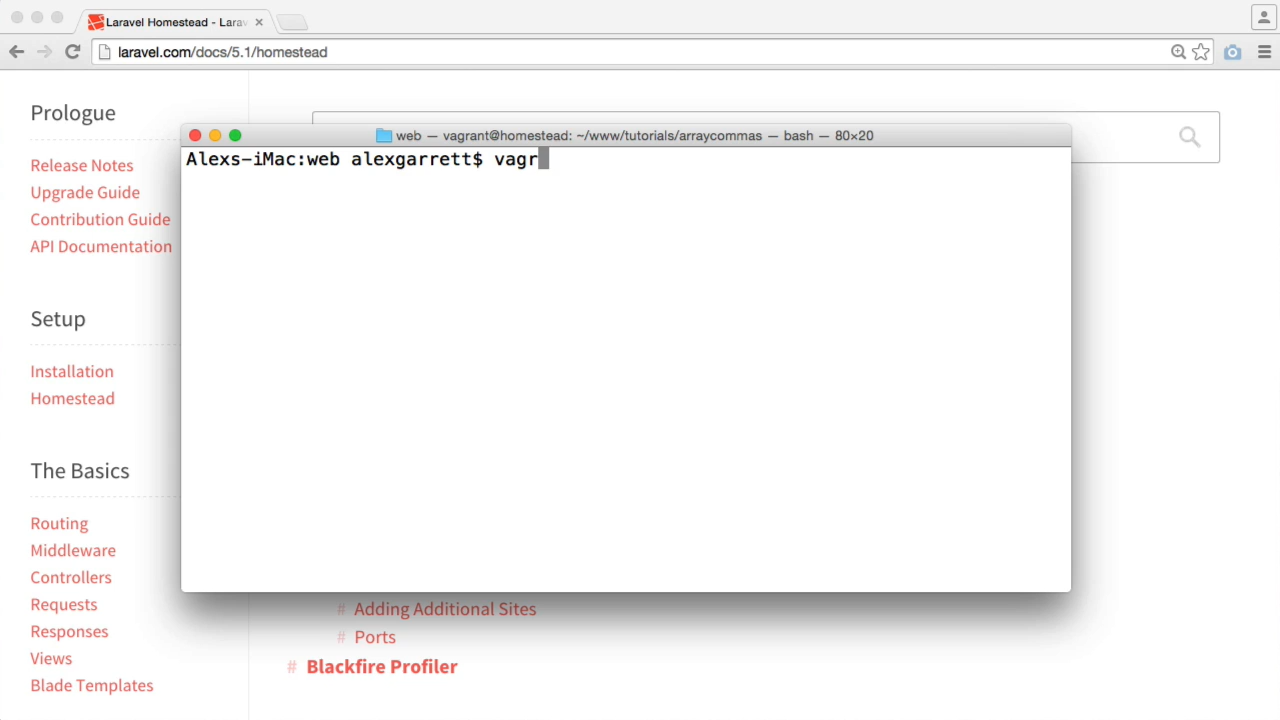 Laravel Homestead - Larav
laravel.com/docs/5.1/homestead
Prologue
Release Notes
Upgrade Guide
Contribution Guide
API Documentation
Setup
Installation
Homestead
The Basics
Routing
Middleware
Controllers
Requests
Responses
Views
Blade Templates
web — vagrant@homestead: ~/www/tutorials/arraycommas — bash — 80×20
Alexs-iMac:web alexgarrett$ vagr
# Adding Additional Sites
# Ports
# Blackfire Profiler